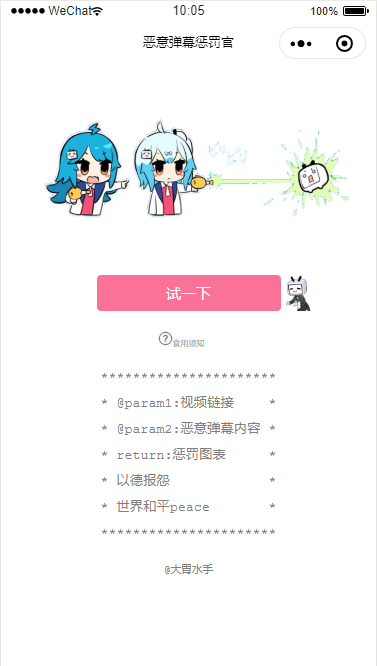 ●●●●● WeChat 10:05 100%
恶意弹幕惩罚官
试一下
?食用须知
**********************
* @param1:视频链接 *
* @param2:恶意弹幕内容 *
* return:惩罚图表 *
* 以德报怨 *
* 世界和平peace *
**********************
@大胃水手